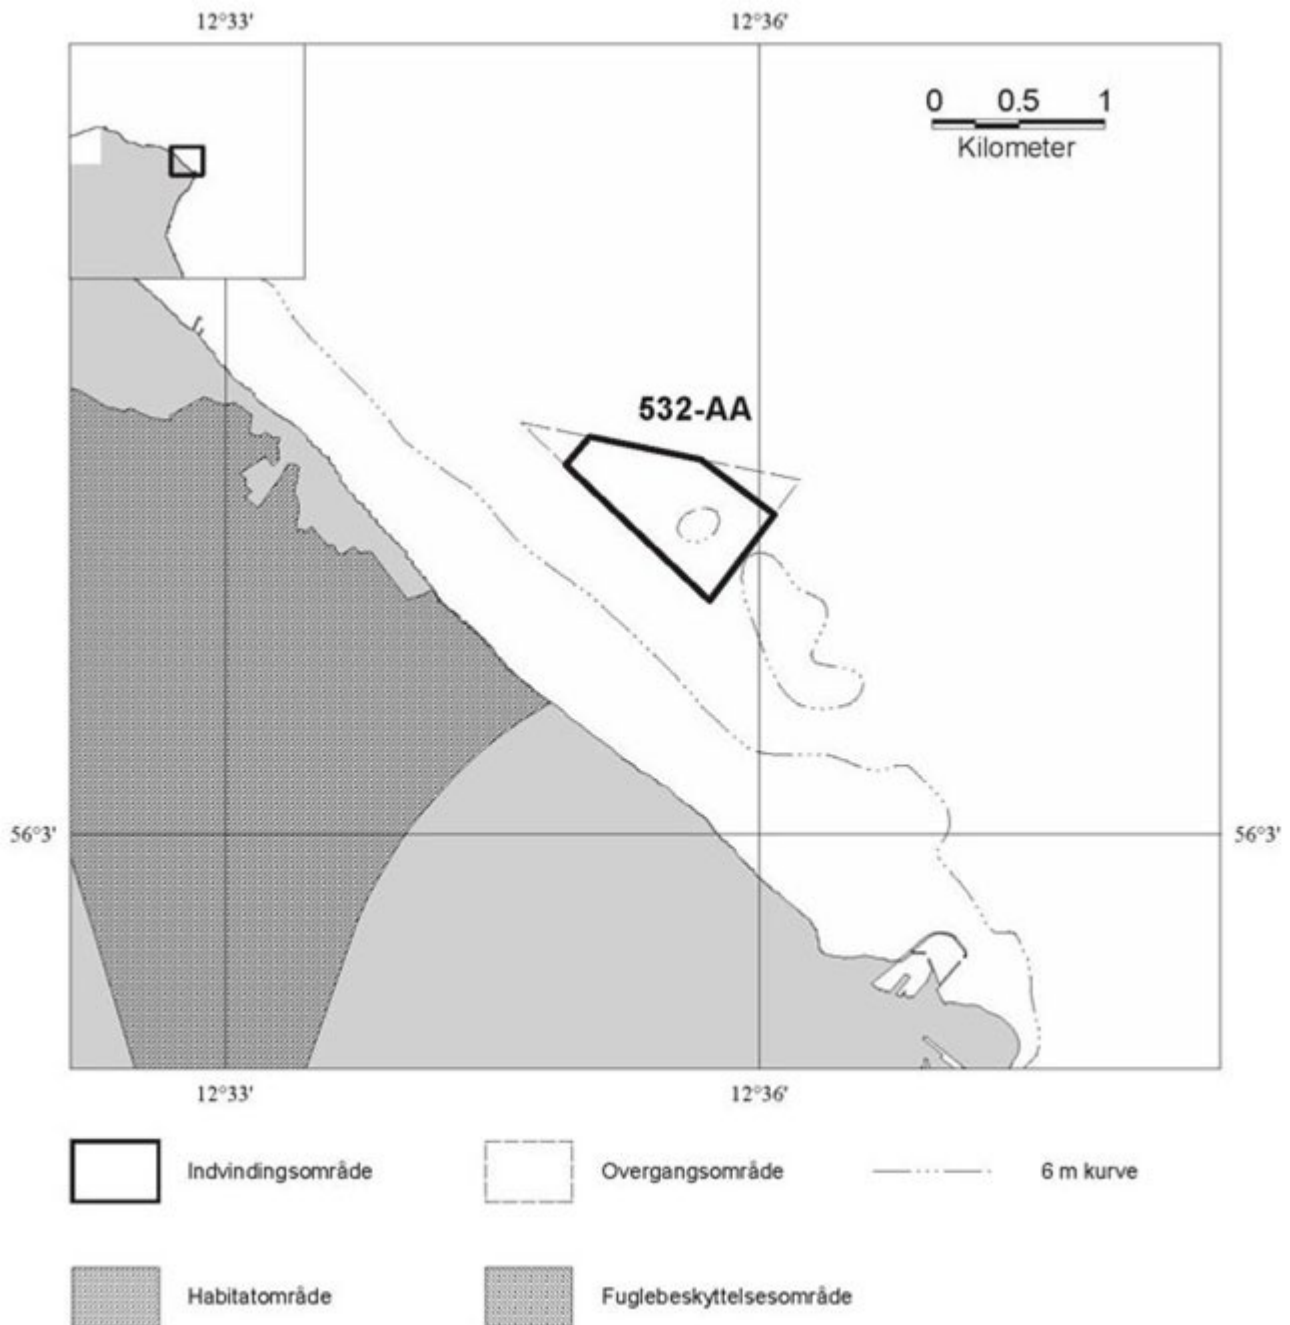 12°33' 12°36'
0 0.5 1
Kilometer
532-AA
56°3' 56°3'
12°33' 12°36'
Indvindingsområde Overgangsområde 6 m kurve
Habitatområde Fuglebeskyttelsesområde